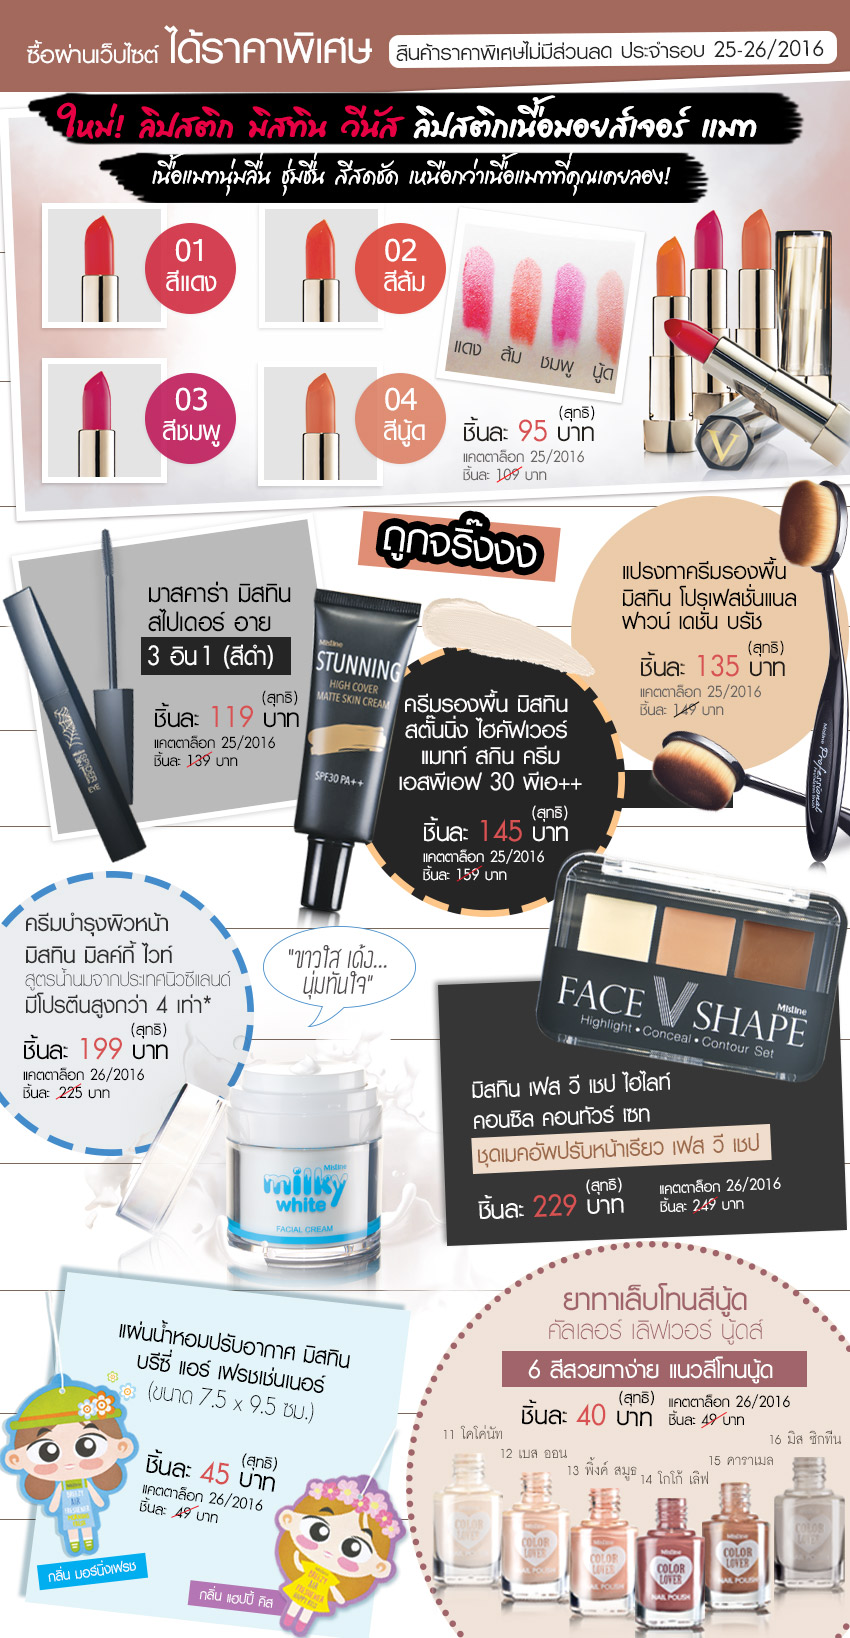 ซื้อผ่านเว็บไซต์ ได้ราคาพิเศษ
สินค้าราคาพิเศษไม่มีส่วนลด ประจำรอบ 25-26/2016
ใหม่! ลิปสติก มิสทิน วีนัส ลิปสติกเนื้อมอยส์เจอร์ แมท
เนื้อแมทนุ่มลื่น ชุ่มชื่น สีสดชัด เหนือกว่าเนื้อแมทที่คุณเคยลอง!
01
สีแดง
02
สีส้ม
แดง
ส้ม
ชมพู
นู้ด
03
สีชมพู
04
สีนู้ด
(สุทธิ)
ชิ้นละ 95 บาท
แคตตาล็อก 25/2016
ชิ้นละ 109 บาท
V
ถูกจริ๊งงง
มาสคาร่า มิสทิน
สไปเดอร์ อาย
3 อิน1 (สีดำ)
(สุทธิ)
ชิ้นละ 119 บาท
แคตตาล็อก 25/2016
ชิ้นละ 139 บาท
SPIDER
EYE
Mistine
STUNNING
HIGH COVER
MATTE SKIN CREAM
SPF30 PA++
ครีมรองพื้น มิสทิน
สตั๊นนิ่ง ไฮคัฟเวอร์
แมทท์ สกิน ครีม
เอสพีเอฟ 30 พีเอ++
(สุทธิ)
ชิ้นละ 145 บาท
แคตตาล็อก 25/2016
ชิ้นละ 159 บาท
แปรงทาครีมรองพื้น
มิสทิน โปรเฟสชั่นแนล
ฟาวน์ เดชั่น บรัช
(สุทธิ)
ชิ้นละ 135 บาท
แคตตาล็อก 25/2016
ชิ้นละ 149 บาท
Mistine Professional
ครีมบำรุงผิวหน้า
มิสทิน มิลค์กี้ ไวท์
สูตรน้ำนมจากประเทศนิวซีแลนด์
มีโปรตีนสูงกว่า 4 เท่า*
(สุทธิ)
ชิ้นละ 199 บาท
แคตตาล็อก 26/2016
ชิ้นละ 225 บาท
"ขาวใส เด้ง...
นุ่มทันใจ"
Mistine
milky
white
FACIAL CREAM
FACE V SHAPE
Mistine
Highlight • Conceal • Contour Set
มิสทิน เฟส วี เชป ไฮไลท์
คอนซิล คอนทัวร์ เซท
ชุดเมคอัพปรับหน้าเรียว เฟส วี เชป
(สุทธิ)
ชิ้นละ 229 บาท
แคตตาล็อก 26/2016
ชิ้นละ 249 บาท
แผ่นน้ำหอมปรับอากาศ มิสทิน
บรีซี่ แอร์ เฟรชเช่นเนอร์
(ขนาด 7.5 x 9.5 ซม.)
(สุทธิ)
ชิ้นละ 45 บาท
แคตตาล็อก 26/2016
ชิ้นละ 49 บาท
กลิ่น มอร์นิ่งเฟรช
กลิ่น แฮปปี้ คิส
ยาทาเล็บโทนสีนู้ด
คัลเลอร์ เลิฟเวอร์ นู้ดส์
6 สีสวยทาง่าย แนวสีโทนนู้ด
(สุทธิ)
ชิ้นละ 40 บาท
แคตตาล็อก 26/2016
ชิ้นละ 49 บาท
11 โคโค่นัท
12 เบส ออน
13 พิ้งค์ สมูธ
14 โกโก้ เลิฟ
15 คาราเมล
16 มิส ซิกทีน
COLOR LOVER
NAIL POLISH
COLOR LOVER
NAIL POLISH
COLOR LOVER
NAIL POLISH
COLOR LOVER
NAIL POLISH
COLOR LOVER
NAIL POLISH
COLOR LOVER
NAIL POLISH